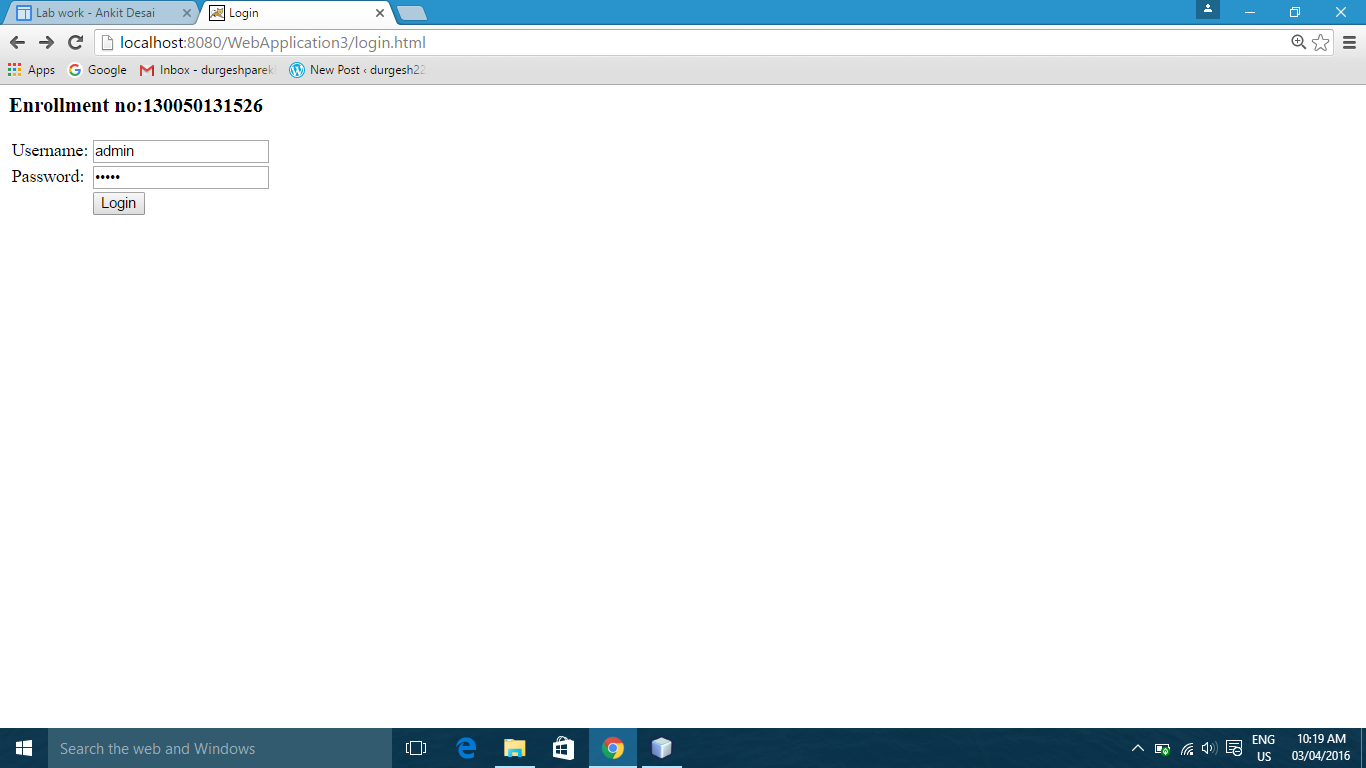 Lab work - Ankit Desai
Login
localhost:8080/WebApplication3/login.html
Apps
Google
Inbox - durgeshparek
New Post ‹ durgesh22
Enrollment no:130050131526
Username: admin
Password: •••••
Login
Search the web and Windows
ENG
US
10:19 AM
03/04/2016